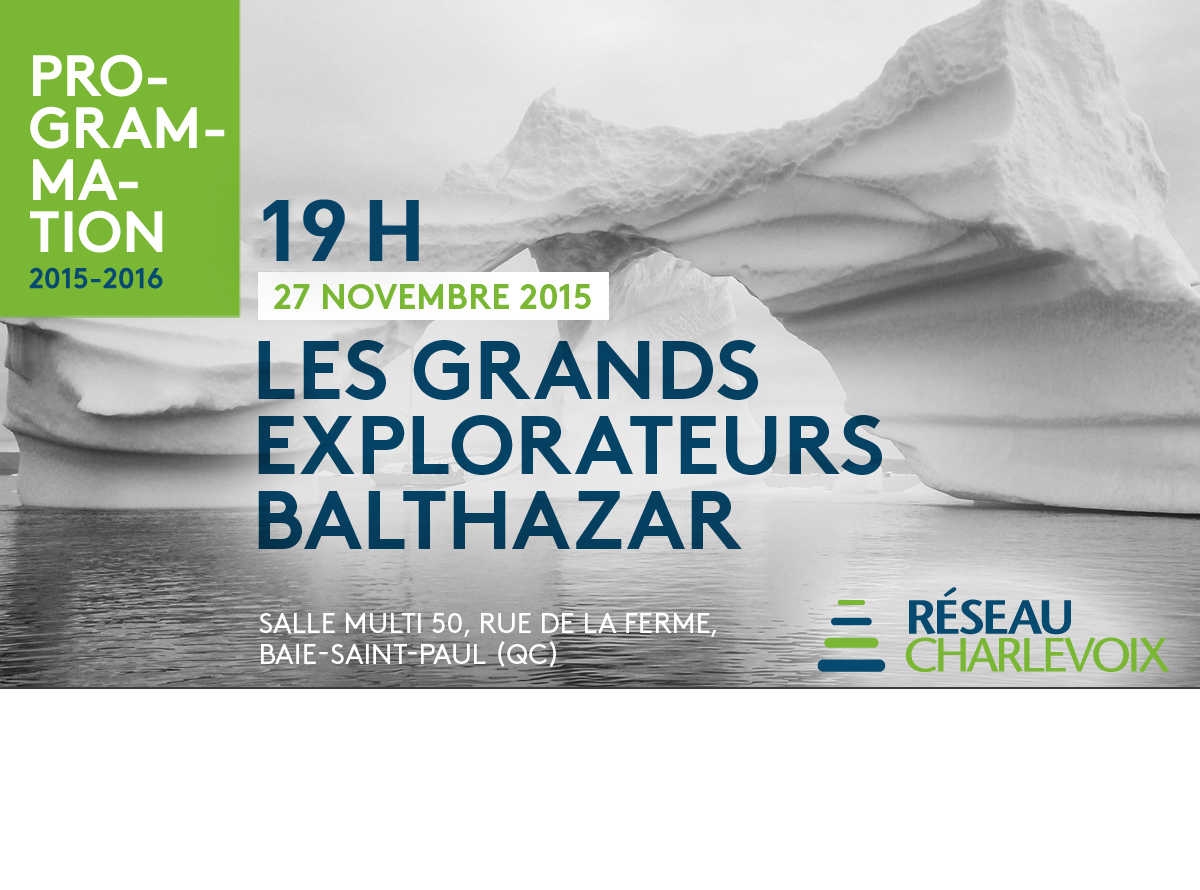 PRO-
GRAM-
MA-
TION
2015-2016
19 H
27 NOVEMBRE 2015
LES GRANDS
EXPLORATEURS
BALTHAZAR
SALLE MULTI 50, RUE DE LA FERME,
BAIE-SAINT-PAUL (QC)
RÉSEAU
CHARLEVOIX